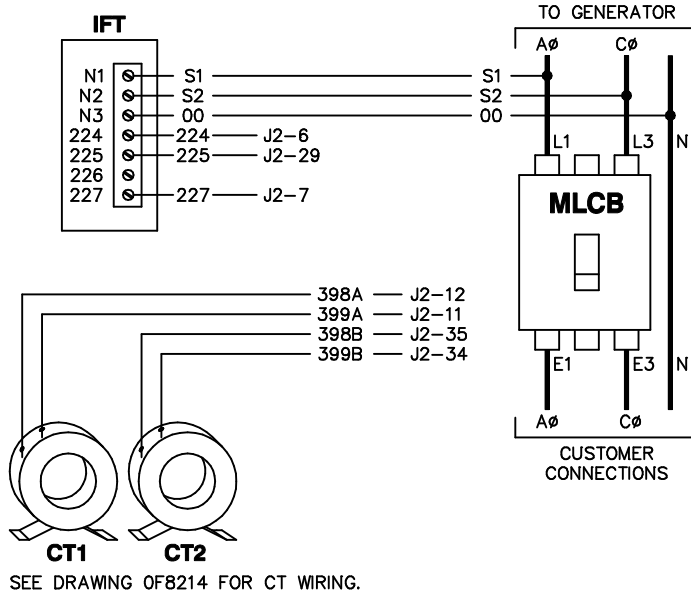 TO GENERATOR
IFT
AØ CØ
N1 S1 S1
N2 S2 S2
N3 00 00
224 224 J2-6
225 225 J2-29
226
227 227 J2-7
L1 L3 N
MLCB
398A J2-12
399A J2-11
398B J2-35
399B J2-34
E1 E3 N
AØ CØ
CUSTOMER
CONNECTIONS
CT1 CT2
SEE DRAWING 0F8214 FOR CT WIRING.